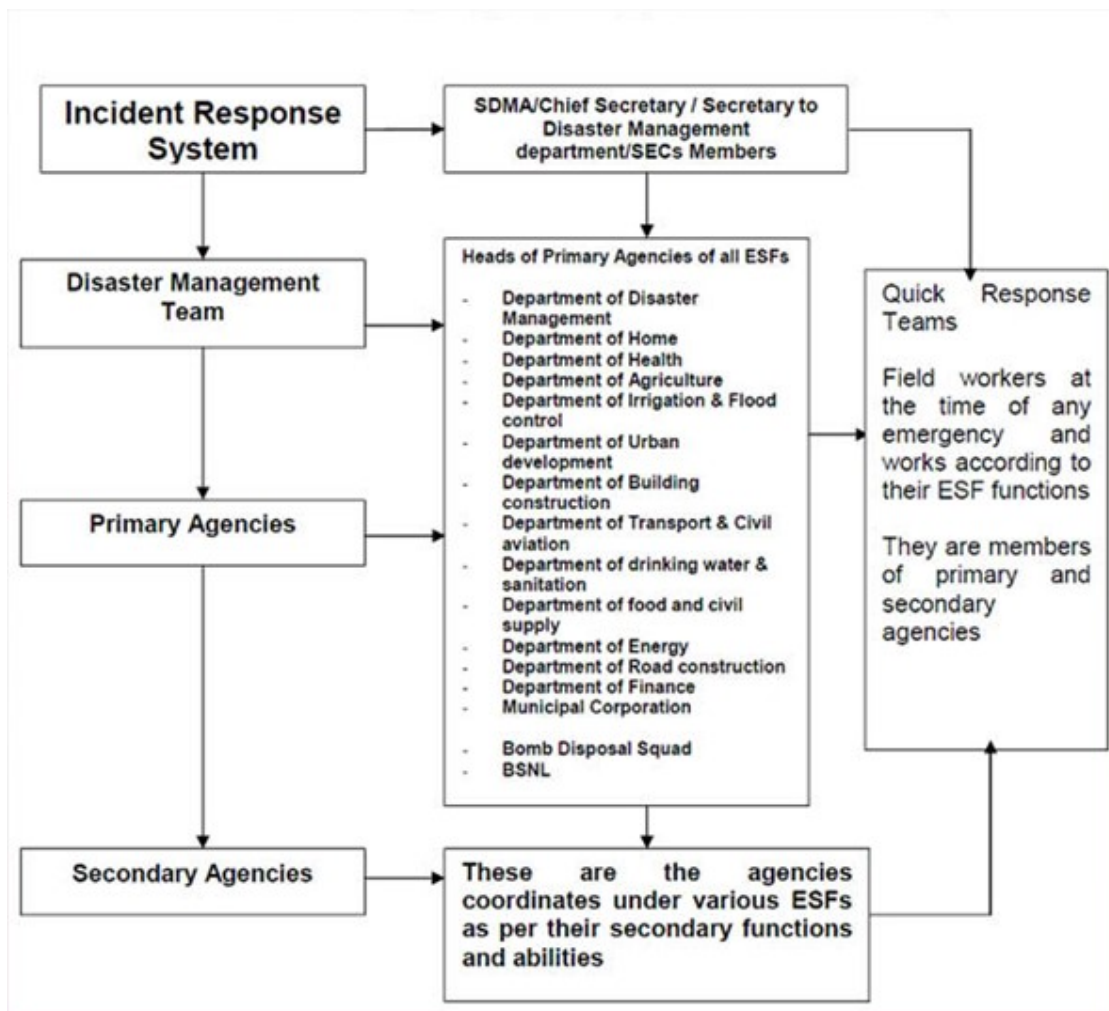 Incident Response
System
SDMA/Chief Secretary / Secretary to
Disaster Management
department/SECs Members
Disaster Management
Team
Heads of Primary Agencies of all ESFs
- Department of Disaster
Management
- Department of Home
- Department of Health
- Department of Agriculture
- Department of Irrigation & Flood
control
- Department of Urban
development
- Department of Building
construction
- Department of Transport & Civil
aviation
- Department of drinking water &
sanitation
- Department of food and civil
supply
- Department of Energy
- Department of Road construction
- Department of Finance
- Municipal Corporation
- Bomb Disposal Squad
- BSNL
Quick Response
Teams
Field workers at
the time of any
emergency and
works according to
their ESF functions
They are members
of primary and
secondary
agencies
Primary Agencies
Secondary Agencies
These are the agencies
coordinates under various ESFs
as per their secondary functions
and abilities